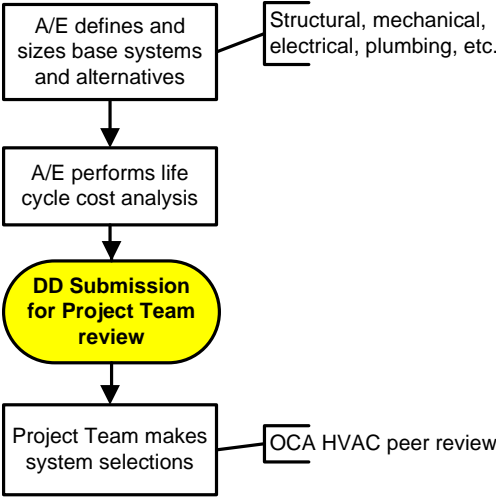 A/E defines and
sizes base systems
and alternatives
Structural, mechanical,
electrical, plumbing, etc.
A/E performs life
cycle cost analysis
DD Submission
for Project Team
review
Project Team makes
system selections
OCA HVAC peer review